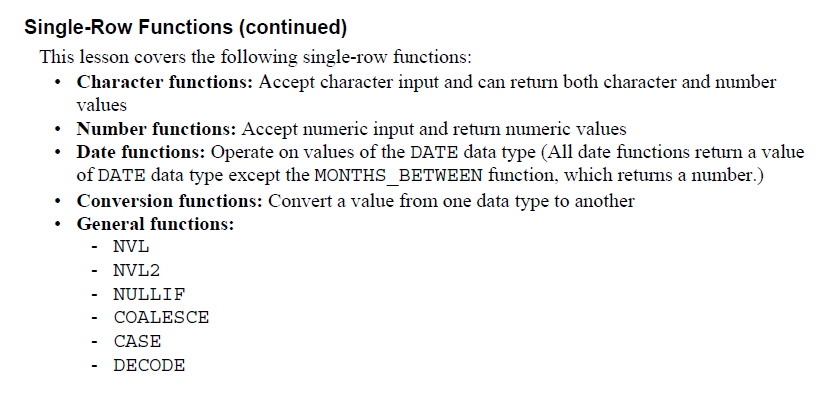 Single-Row Functions (continued)
This lesson covers the following single-row functions:
• Character functions: Accept character input and can return both character and number
values
• Number functions: Accept numeric input and return numeric values
• Date functions: Operate on values of the DATE data type (All date functions return a value
of DATE data type except the MONTHS_BETWEEN function, which returns a number.)
• Conversion functions: Convert a value from one data type to another
• General functions:
- NVL
- NVL2
- NULLIF
- COALESCE
- CASE
- DECODE